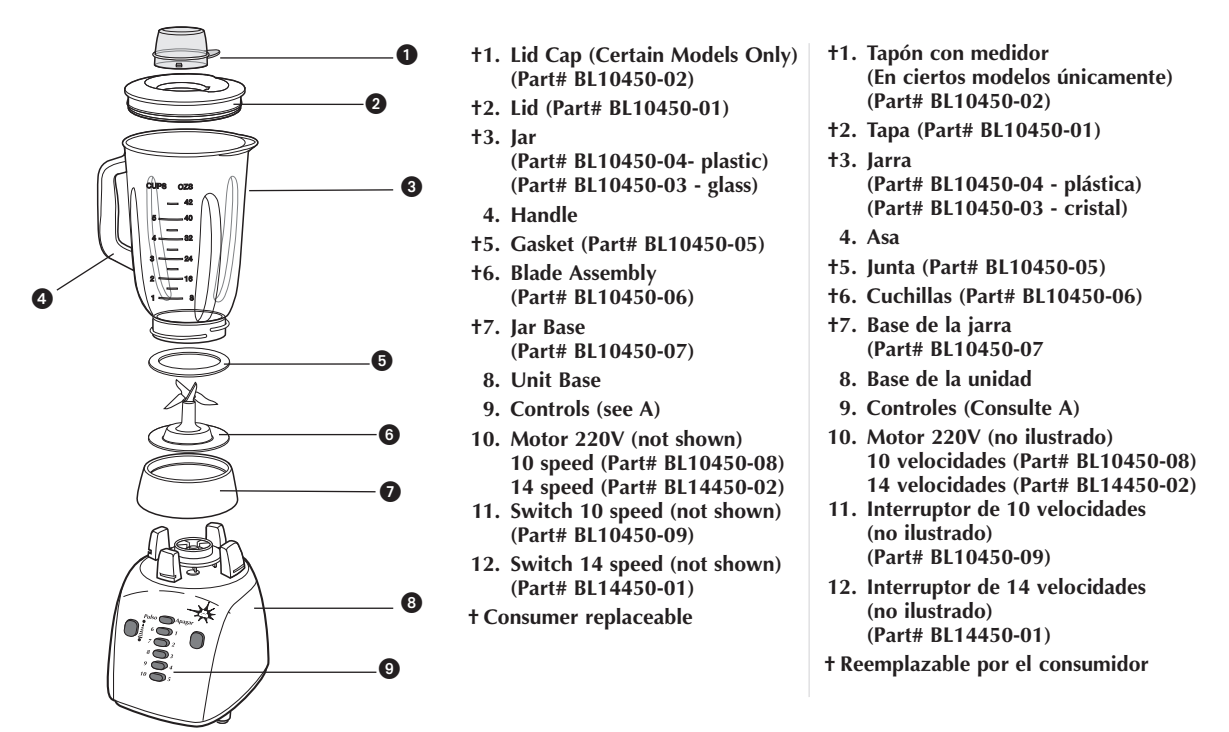 ❶
❷
❸
❹
❺
❻
❼
❽
❾
CUPS OZS
42
5 40
4 32
3 24
2 16
1 8
Pulso Apagar
6 1
7 2
8 3
9 4
10 5
†1. Lid Cap (Certain Models Only)
(Part# BL10450-02)
†2. Lid (Part# BL10450-01)
†3. Jar
(Part# BL10450-04- plastic)
(Part# BL10450-03 - glass)
4. Handle
†5. Gasket (Part# BL10450-05)
†6. Blade Assembly
(Part# BL10450-06)
†7. Jar Base
(Part# BL10450-07)
8. Unit Base
9. Controls (see A)
10. Motor 220V (not shown)
10 speed (Part# BL10450-08)
14 speed (Part# BL14450-02)
11. Switch 10 speed (not shown)
(Part# BL10450-09)
12. Switch 14 speed (not shown)
(Part# BL14450-01)
† Consumer replaceable
†1. Tapón con medidor
(En ciertos modelos únicamente)
(Part# BL10450-02)
†2. Tapa (Part# BL10450-01)
†3. Jarra
(Part# BL10450-04 - plástica)
(Part# BL10450-03 - cristal)
4. Asa
†5. Junta (Part# BL10450-05)
†6. Cuchillas (Part# BL10450-06)
†7. Base de la jarra
(Part# BL10450-07
8. Base de la unidad
9. Controles (Consulte A)
10. Motor 220V (no ilustrado)
10 velocidades (Part# BL10450-08)
14 velocidades (Part# BL14450-02)
11. Interruptor de 10 velocidades
(no ilustrado)
(Part# BL10450-09)
12. Interruptor de 14 velocidades
(no ilustrado)
(Part# BL14450-01)
† Reemplazable por el consumidor